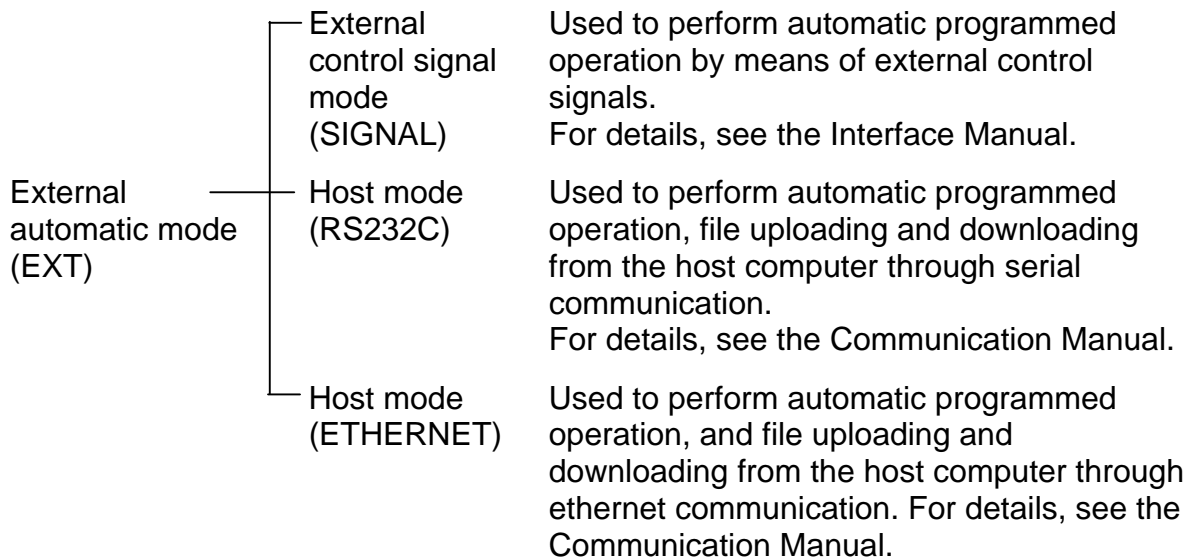 External
automatic mode
(EXT)
External
control signal
mode
(SIGNAL)
Used to perform automatic programmed
operation by means of external control
signals.
For details, see the Interface Manual.
Host mode
(RS232C)
Used to perform automatic programmed
operation, file uploading and downloading
from the host computer through serial
communication.
For details, see the Communication Manual.
Host mode
(ETHERNET)
Used to perform automatic programmed
operation, and file uploading and
downloading from the host computer through
ethernet communication. For details, see the
Communication Manual.